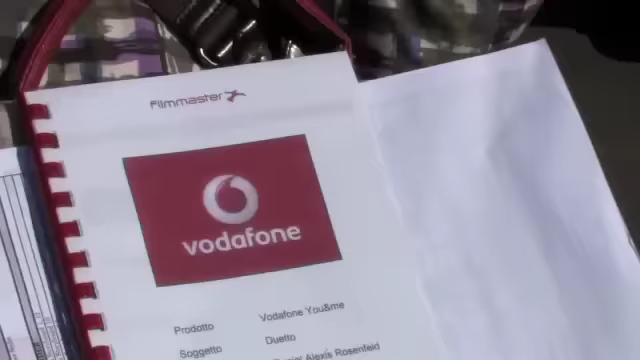 Filmmaster
vodafone
Prodotto Vodafone You&me
Soggetto Duetto
Alexis Rosenfeld